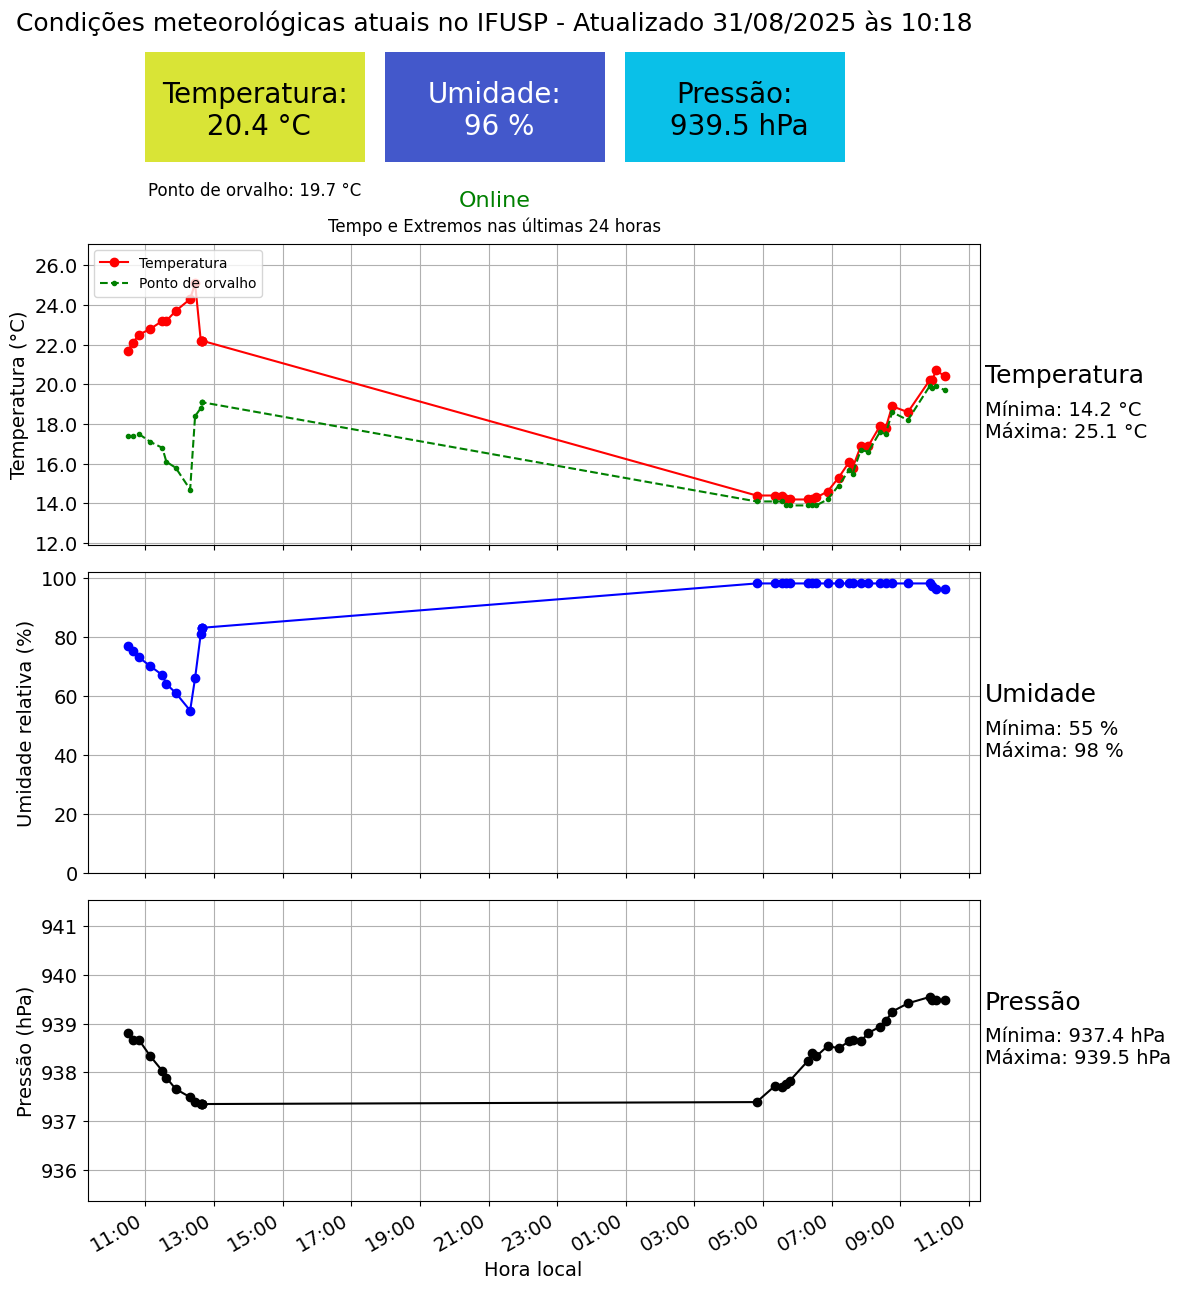 Condições meteorológicas atuais no IFUSP - Atualizado 31/08/2025 às 10:18
Temperatura:
20.4 °C
Umidade:
96 %
Pressão:
939.5 hPa
Ponto de orvalho: 19.7 °C
Online
Tempo e Extremos nas últimas 24 horas
Temperatura
Ponto de orvalho
Temperatura (°C)
26.0
24.0
22.0
20.0
18.0
16.0
14.0
12.0
Temperatura
Mínima: 14.2 °C
Máxima: 25.1 °C
Umidade relativa (%)
100
80
60
40
20
0
Umidade
Mínima: 55 %
Máxima: 98 %
Pressão (hPa)
941
940
939
938
937
936
Pressão
Mínima: 937.4 hPa
Máxima: 939.5 hPa
11:00 13:00 15:00 17:00 19:00 21:00 23:00 01:00 03:00 05:00 07:00 09:00 11:00
Hora local